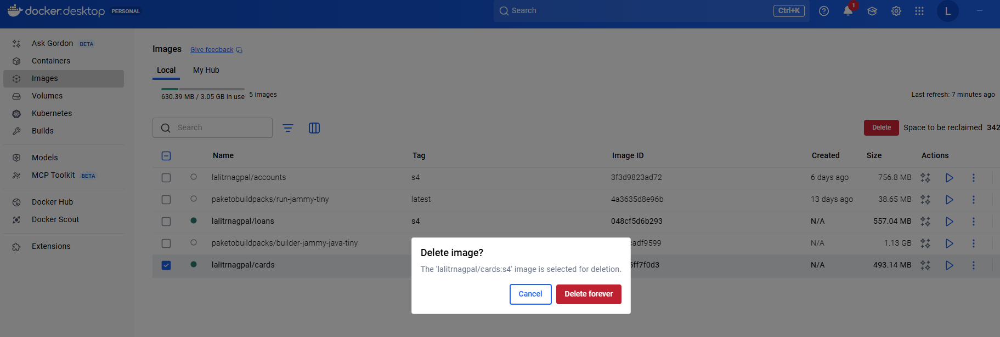 docker.desktop PERSONAL
Search Ctrl+K 1 L
Ask Gordon BETA
Containers
Images
Volumes
Kubernetes
Builds
Models
MCP Toolkit BETA
Docker Hub
Docker Scout
Extensions
Images Give feedback
Local My Hub
630.39 MB / 3.05 GB in use 5 images
Last refresh: 7 minutes ago
Search
Delete Space to be reclaimed 342
Name Tag Image ID Created Size Actions
lalitrnagpal/accounts s4 3f3d9823ad72 6 days ago 756.8 MB
paketobuildpacks/run-jammy-tiny latest 4a3635d8e96b 13 days ago 38.65 MB
lalitrnagpal/loans s4 048cf5d6b293 N/A 557.04 MB
paketobuildpacks/builder-jammy-java-tiny adf9599 N/A 1.13 GB
lalitrnagpal/cards ff7f0d3 N/A 493.14 MB
Delete image?
The 'lalitrnagpal/cards:s4' image is selected for deletion.
Cancel Delete forever